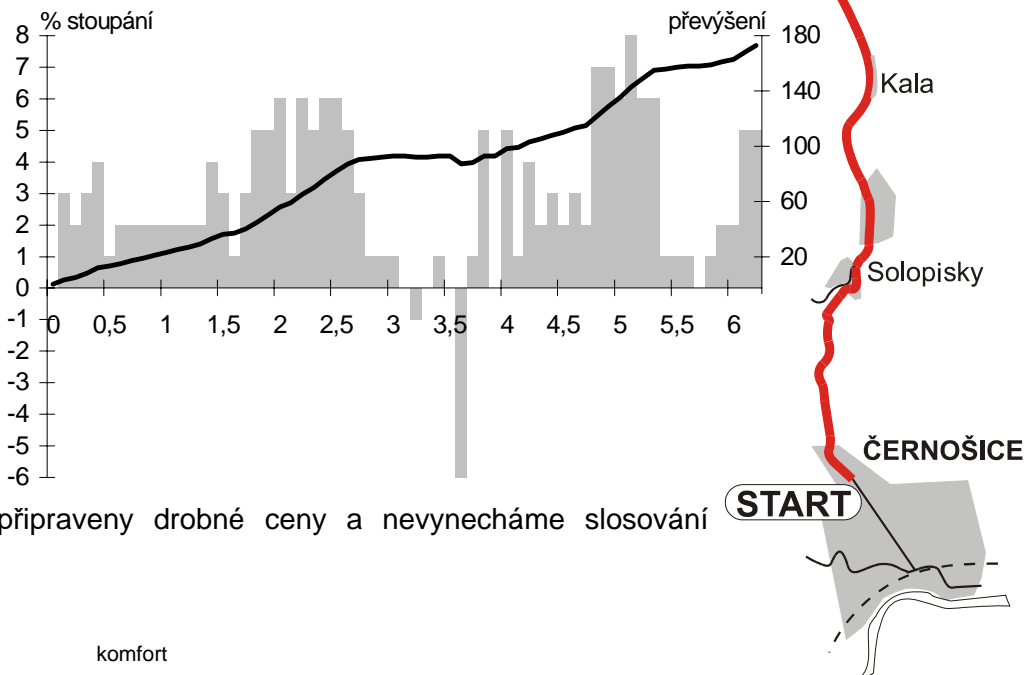 % stoupání
převýšení
8
7
6
5
4
3
2
1
0
-1
-2
-3
-4
-5
-6
0 0,5 1 1,5 2 2,5 3 3,5 4 4,5 5 5,5 6
180
140
100
60
20
Kala
Solopisky
ČERNOŠICE
START
připraveny drobné ceny a nevynecháme slosování
komfort